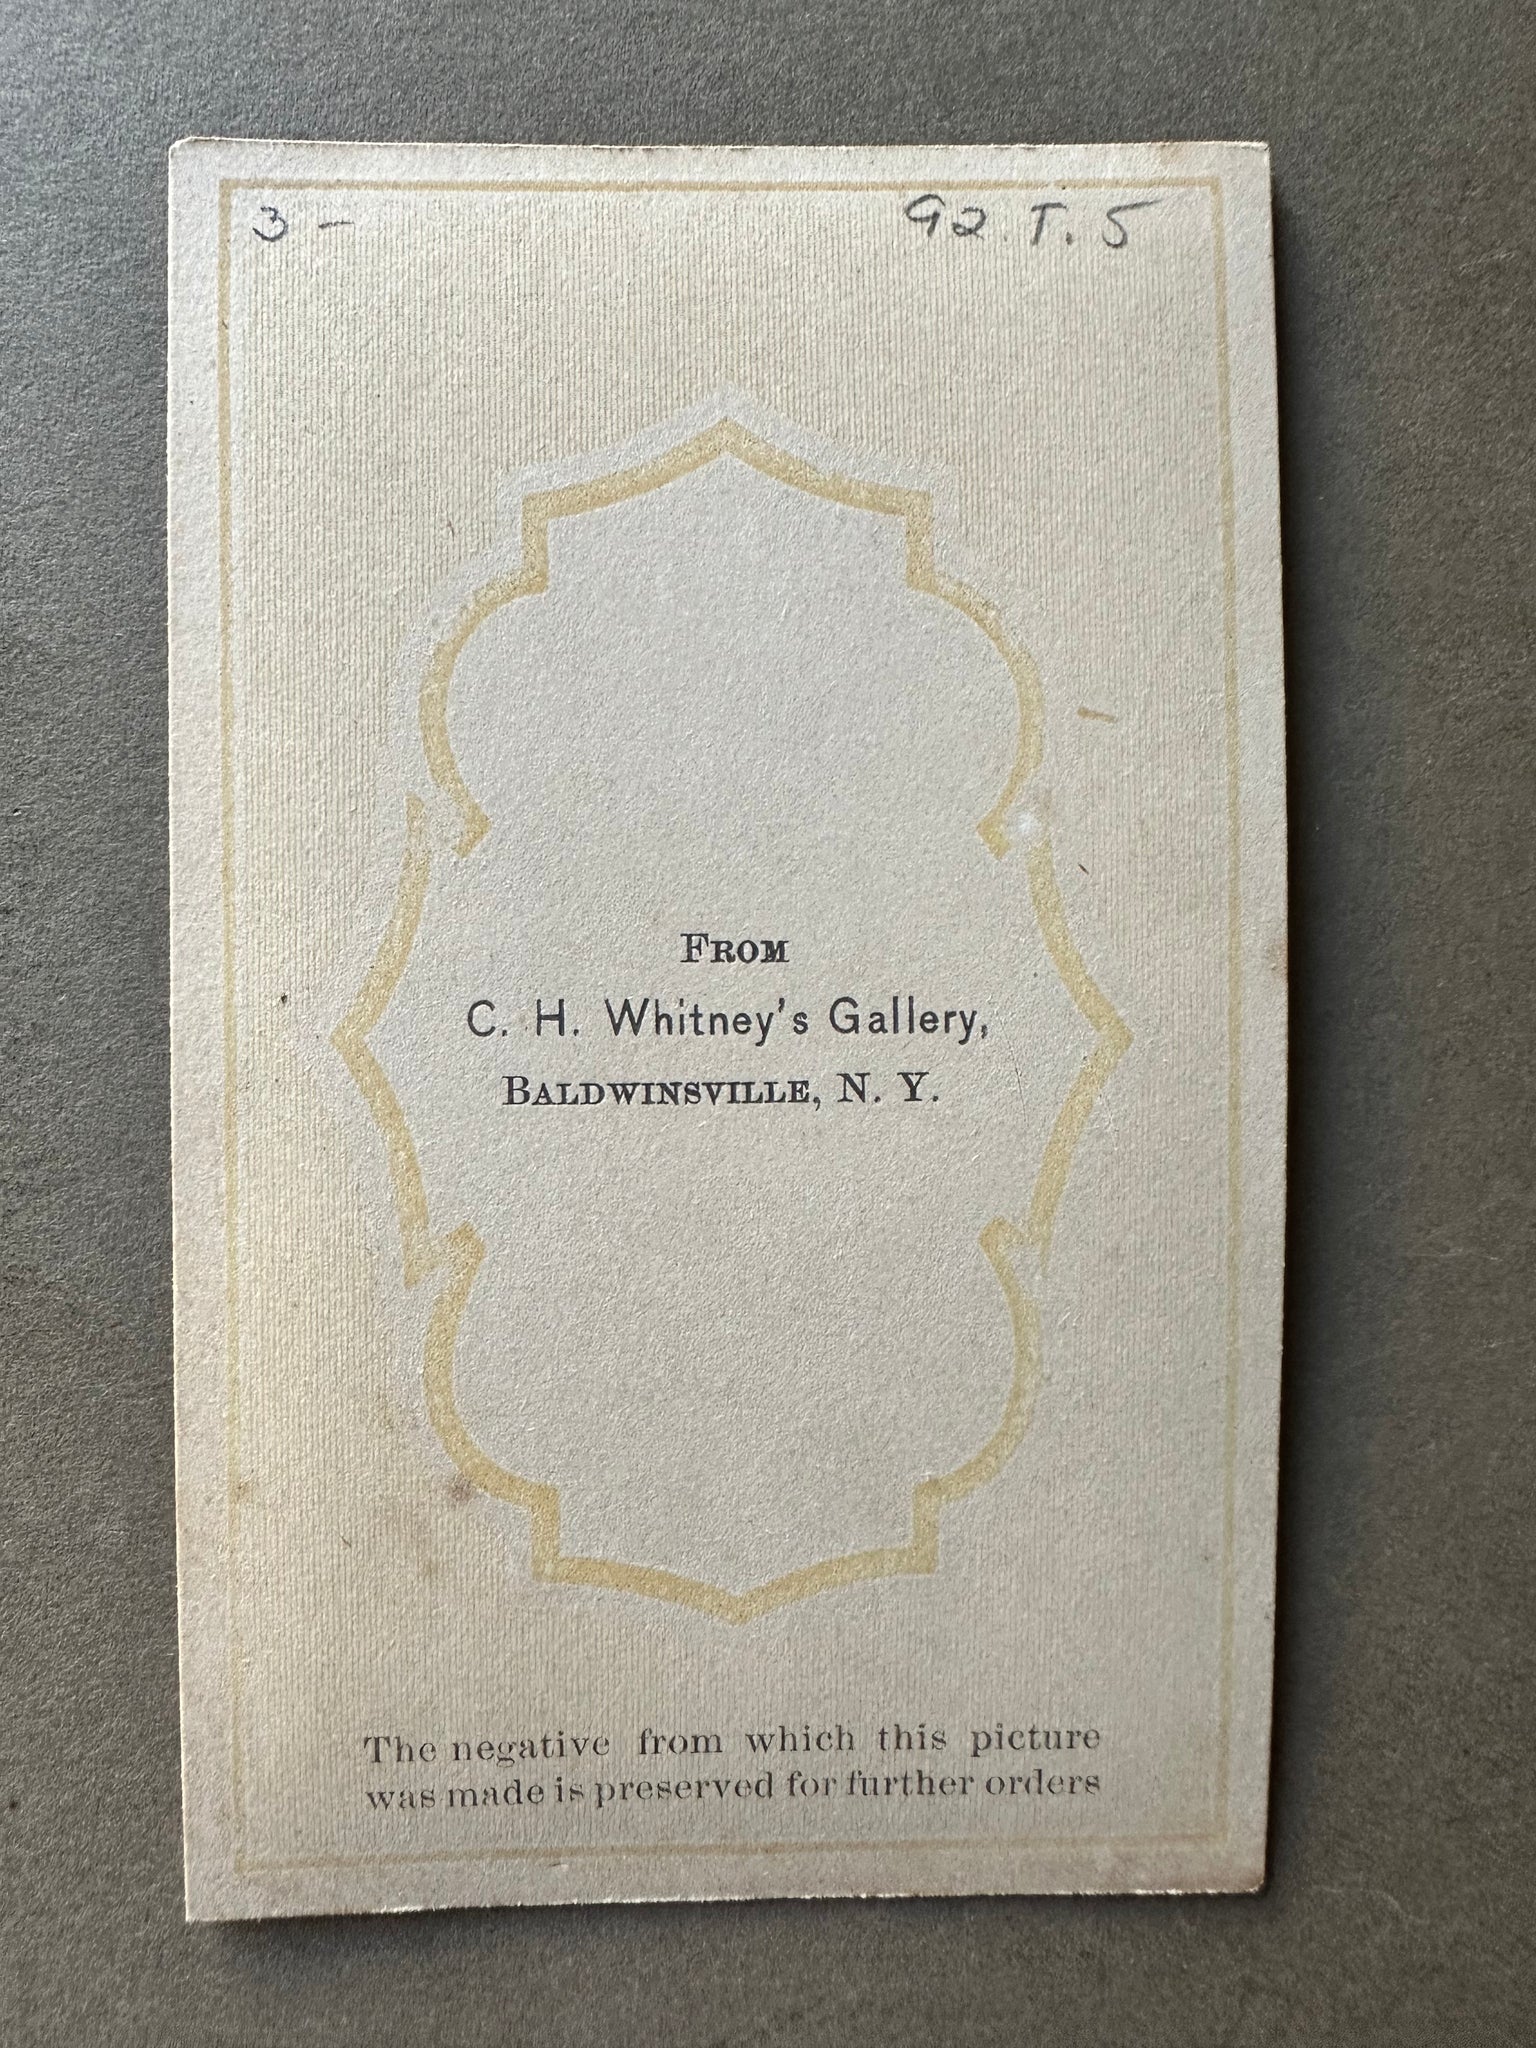 3 -
92. T. 5
FROM
C. H. Whitney's Gallery,
BALDWINSVILLE, N. Y.
The negative from which this picture
was made is preserved for further orders